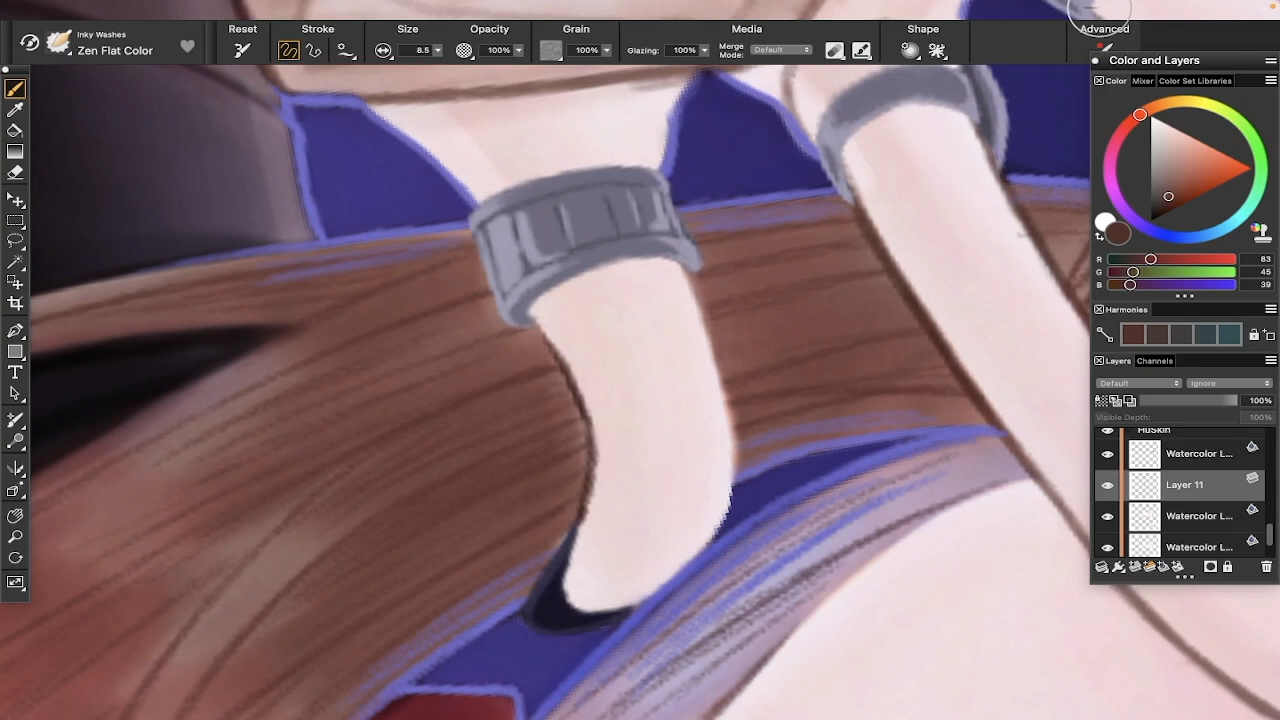 Reset
Stroke
Size
Opacity
Grain
Media
Shape
Advanced
Inky Washes
Zen Flat Color
8.5
100%
100%
Glazing: 100%
Merge Mode: Default
Color and Layers
Color Mixer Color Set Libraries
R 83
G 45
B 39
Harmonies
Layers Channels
Default Ignore
100%
Visible Depth: 100%
HuSkin
Watercolor L...
Layer 11
Watercolor L...
Watercolor L...